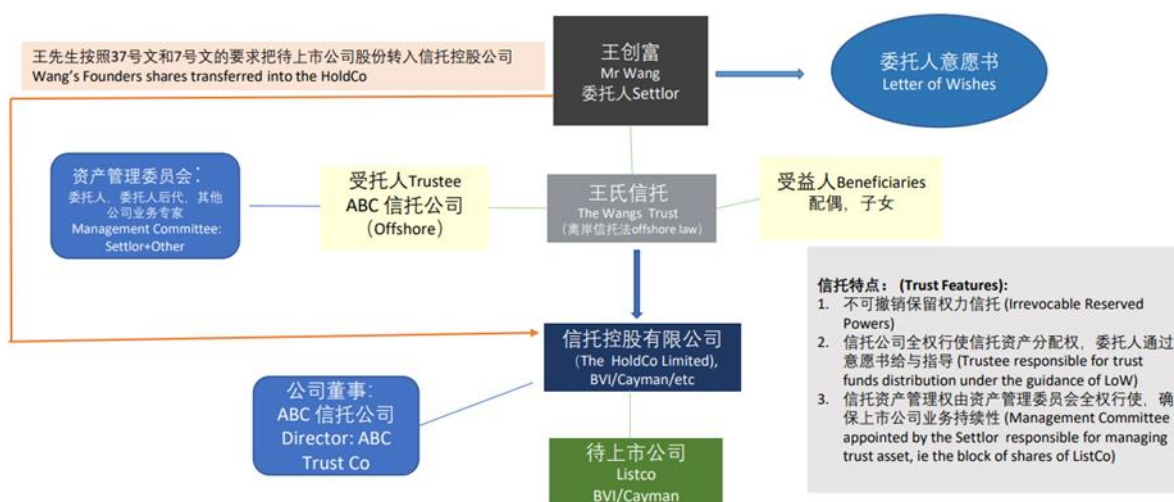 王先生按照37号文和7号文的要求把待上市公司股份转入信托控股公司
Wang's Founders shares transferred into the HoldCo
王创富
Mr Wang
委托人Settlor
委托人意愿书
Letter of Wishes
资产管理委员会：
委托人、委托人后代、其他
公司业务专家
Management Committee:
Settlor+Other
受托人Trustee
ABC 信托公司
（Offshore）
王氏信托
The Wangs Trust
(离岸信托法offshore law)
受益人Beneficiaries
配偶，子女
信托控股有限公司
（The HoldCo Limited),
BVI/Cayman/etc
公司董事:
ABC 信托公司
Director: ABC
Trust Co
待上市公司
Listco
BVI/Cayman
信托特点： (Trust Features):
1. 不可撤销保留权力信托 (Irrevocable Reserved
Powers)
2. 信托公司全权行使信托资产分配权，委托人通过
意愿书给与指导 (Trustee responsible for trust
funds distribution under the guidance of LoW)
3. 信托资产管理权由资产管理委员会全权行使，确
保上市公司业务持续性 (Management Committee
appointed by the Settlor responsible for managing
trust asset, ie the block of shares of ListCo)